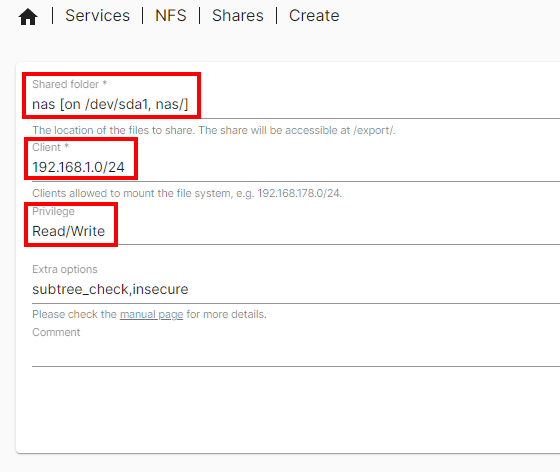 Services | NFS | Shares | Create
Shared folder *
nas [on /dev/sda1, nas/]
The location of the files to share. The share will be accessible at /export/.
Client *
192.168.1.0/24
Clients allowed to mount the file system, e.g. 192.168.178.0/24.
Privilege
Read/Write
Extra options
subtree_check,insecure
Please check the manual page for more details.
Comment